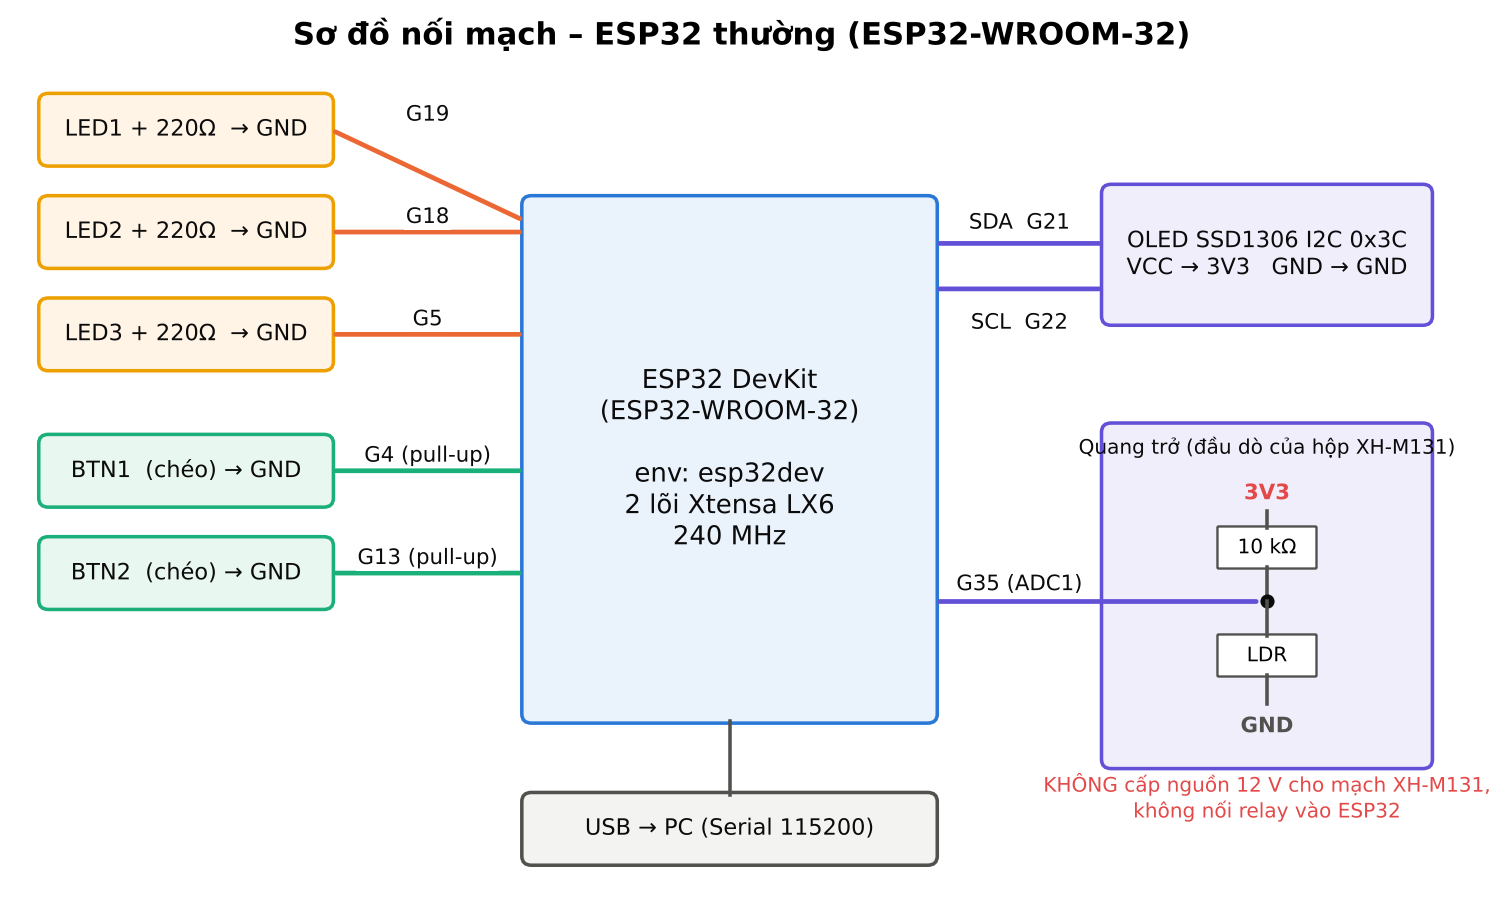 Sơ đồ nối mạch – ESP32 thường (ESP32-WROOM-32)
LED1 + 220Ω → GND
G19
LED2 + 220Ω → GND
G18
LED3 + 220Ω → GND
G5
BTN1 (chéo) → GND
G4 (pull-up)
BTN2 (chéo) → GND
G13 (pull-up)
ESP32 DevKit
(ESP32-WROOM-32)
env: esp32dev
2 lõi Xtensa LX6
240 MHz
SDA G21
SCL G22
OLED SSD1306 I2C 0x3C
VCC → 3V3 GND → GND
Quang trở (đầu dò của hộp XH-M131)
3V3
10 kΩ
G35 (ADC1)
LDR
GND
KHÔNG cấp nguồn 12 V cho mạch XH-M131,
không nối relay vào ESP32
USB → PC (Serial 115200)